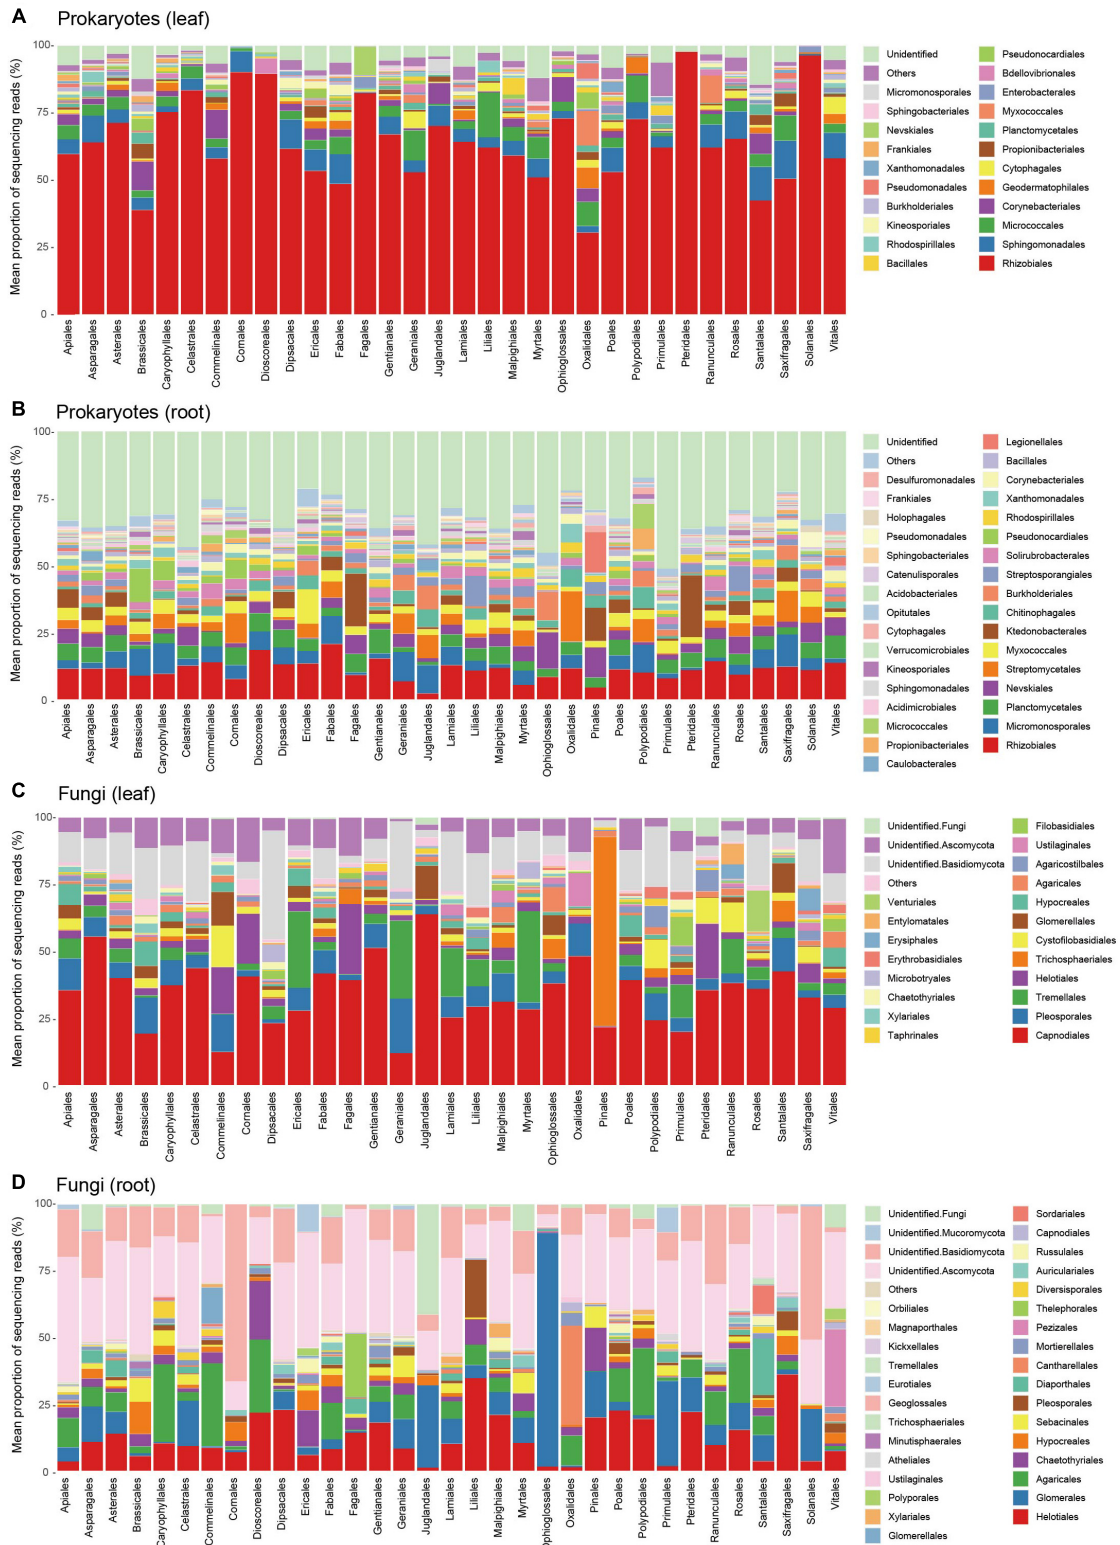 A Prokaryotes (leaf)
Mean proportion of sequencing reads (%)
100
75
50
25
0
Apiales
Asparagales
Asterales
Brassicales
Caryophyllales
Celastrales
Commelinales
Cornales
Dioscoreales
Dipsacales
Ericales
Fabales
Fagales
Gentianales
Geraniales
Juglandales
Lamiales
Liliales
Malpighiales
Myrtales
Ophioglossales
Oxalidales
Poales
Polypodiales
Primulales
Pteridales
Ranunculales
Rosales
Santalales
Saxifragales
Solanales
Vitales
Unidentified
Others
Micromonosporales
Sphingobacteriales
Nevskiales
Frankiales
Xanthomonadales
Pseudomonadales
Burkholderiales
Kineosporiales
Rhodospirillales
Bacillales
Pseudonocardiales
Bdellovibrionales
Enterobacterales
Myxococcales
Planctomycetales
Propionibacteriales
Cytophagales
Geodermatophilales
Corynebacteriales
Micrococcales
Sphingomonadales
Rhizobiales
B Prokaryotes (root)
Mean proportion of sequencing reads (%)
100
75
50
25
0
Apiales
Asparagales
Asterales
Brassicales
Caryophyllales
Celastrales
Commelinales
Cornales
Dioscoreales
Dipsacales
Ericales
Fabales
Fagales
Gentianales
Geraniales
Juglandales
Lamiales
Liliales
Malpighiales
Myrtales
Ophioglossales
Oxalidales
Pinales
Poales
Polypodiales
Primulales
Pteridales
Ranunculales
Rosales
Santalales
Saxifragales
Solanales
Vitales
Unidentified
Others
Desulfuromonadales
Frankiales
Holophagales
Pseudomonadales
Sphingobacteriales
Catenulisporales
Acidobacteriales
Opitutales
Cytophagales
Verrucomicrobiales
Kineosporiales
Sphingomonadales
Acidimicrobiales
Micrococcales
Propionibacteriales
Caulobacterales
Legionellales
Bacillales
Corynebacteriales
Xanthomonadales
Rhodospirillales
Pseudonocardiales
Solirubrobacterales
Streptosporangiales
Burkholderiales
Chitinophagales
Ktedonobacterales
Myxococcales
Streptomycetales
Nevskiales
Planctomycetales
Micromonosporales
Rhizobiales
C Fungi (leaf)
Mean proportion of sequencing reads (%)
100
75
50
25
0
Apiales
Asparagales
Asterales
Brassicales
Caryophyllales
Celastrales
Commelinales
Cornales
Dipsacales
Ericales
Fabales
Fagales
Gentianales
Geraniales
Juglandales
Lamiales
Liliales
Malpighiales
Myrtales
Ophioglossales
Oxalidales
Pinales
Poales
Polypodiales
Primulales
Pteridales
Ranunculales
Rosales
Santalales
Saxifragales
Vitales
Unidentified.Fungi
Unidentified.Ascomycota
Unidentified.Basidiomycota
Others
Venturiales
Entylomatales
Erysiphales
Erythrobasidiales
Microbotryales
Chaetothyriales
Xylariales
Taphrinales
Filobasidiales
Ustilaginales
Agaricostilbales
Agaricales
Hypocreales
Glomerellales
Cystofilobasidiales
Trichosphaeriales
Helotiales
Tremellales
Pleosporales
Capnodiales
D Fungi (root)
Mean proportion of sequencing reads (%)
100
75
50
25
0
Apiales
Asparagales
Asterales
Brassicales
Caryophyllales
Celastrales
Commelinales
Cornales
Dioscoreales
Dipsacales
Ericales
Fabales
Fagales
Gentianales
Geraniales
Juglandales
Lamiales
Liliales
Malpighiales
Myrtales
Ophioglossales
Oxalidales
Pinales
Poales
Polypodiales
Primulales
Pteridales
Ranunculales
Rosales
Santalales
Saxifragales
Solanales
Vitales
Unidentified.Fungi
Unidentified.Mucoromycota
Unidentified.Basidiomycota
Unidentified.Ascomycota
Others
Orbiliales
Magnaporthales
Kickxellales
Tremellales
Eurotiales
Geoglossales
Trichosphaeriales
Minutisphaerales
Atheliales
Ustilaginales
Polyporales
Xylariales
Glomerellales
Sordariales
Capnodiales
Russulales
Auriculariales
Diversisporales
Thelephorales
Pezizales
Mortierellales
Cantharellales
Diaporthales
Pleosporales
Sebacinales
Hypocreales
Chaetothyriales
Agaricales
Glomerales
Helotiales